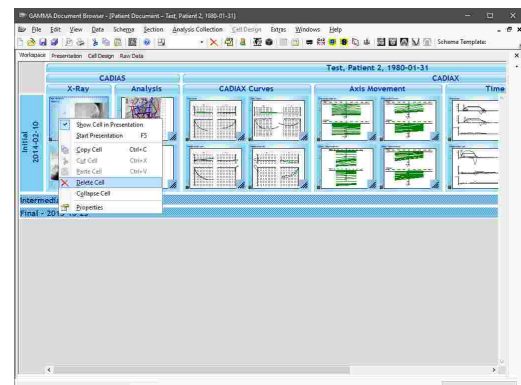 GAMMA Document Browser - [Patient Document - Test, Patient 2, 1980-01-31]
File Edit View Data Schema Section Analysis Collection Cell Design Extras Windows Help
Scheme Template:
Workspace Presentation Cell Design Raw Data
Test, Patient 2, 1980-01-31
CADIAS CADIAX
X-Ray Analysis CADIAX Curves Axis Movement Time
Initial
2014-02-10
Show Cell in Presentation
Start Presentation F5
Copy Cell Ctrl+C
Cut Cell Ctrl+X
Paste Cell Ctrl+V
Delete Cell
Collapse Cell
Properties
Final -